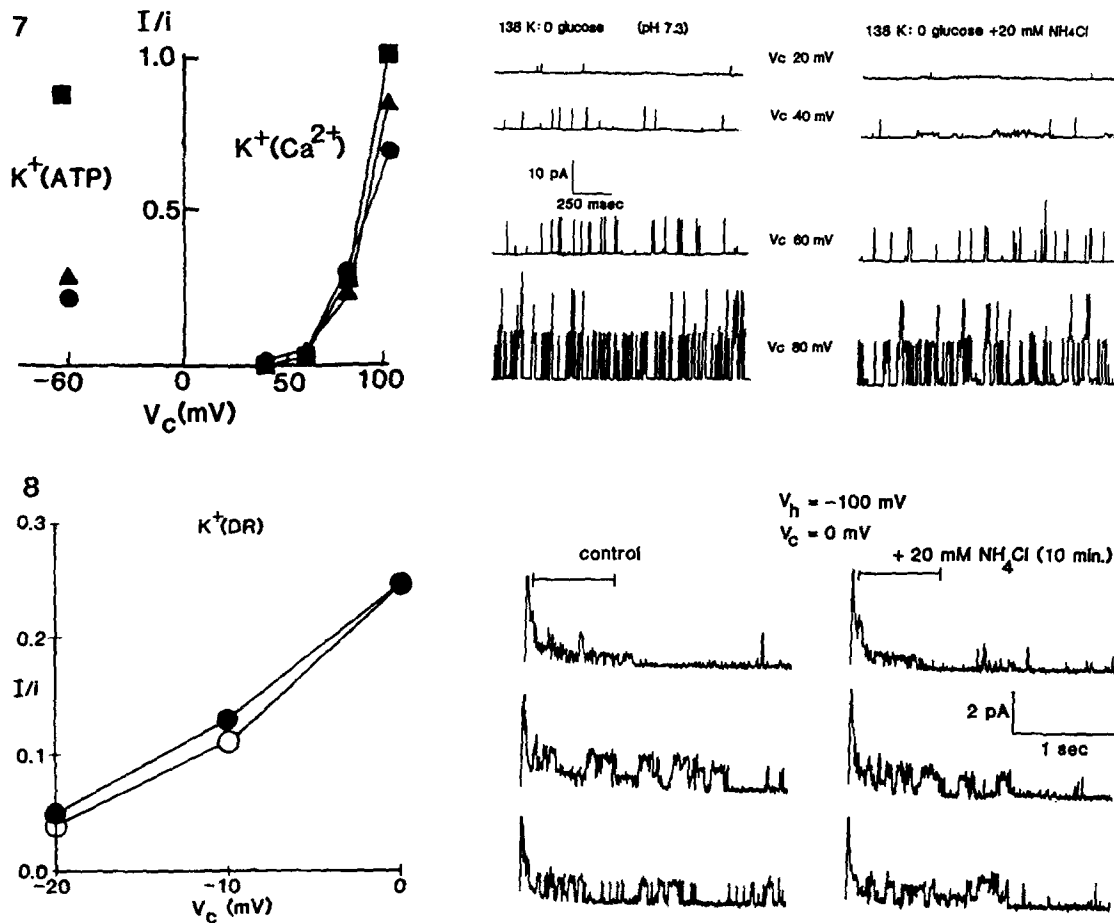 7
I/i
1.0
0.5
K⁺(ATP)
K⁺(Ca²⁺)
-60 0 50 100
Vc(mV)
138 K: 0 glucose (pH 7.3)
138 K: 0 glucose +20 mM NH4Cl
Vc 20 mV
Vc 40 mV
10 pA
250 msec
Vc 60 mV
Vc 80 mV
8
K⁺(DR)
0.3
0.2
I/i
0.1
0.0
-20 -10 0
Vc (mV)
Vh = -100 mV
Vc = 0 mV
control
+ 20 mM NH4Cl (10 min.)
2 pA
1 sec